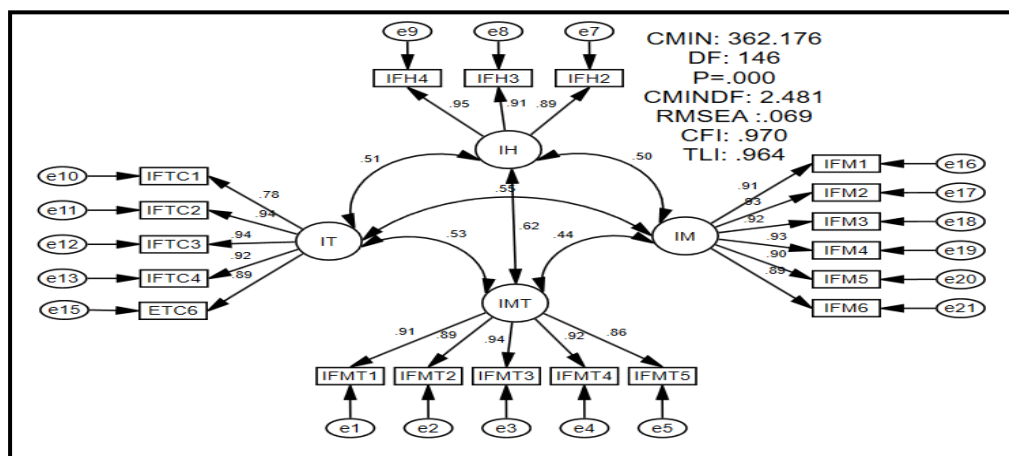 e9 e8 e7
IFH4 IFH3 IFH2
CMIN: 362.176
DF: 146
P=.000
CMINDF: 2.481
RMSEA :.069
CFI: .970
TLI: .964
.95 .91 .89
IH
.51 .50
e10 IFTC1
e11 IFTC2
e12 IFTC3
e13 IFTC4
e15 ETC6
.78
.94
.94
.92
.89
IT
.55
.53 .62 .44
IM
.91
.93
.92
.93
.90
.89
IFM1 e16
IFM2 e17
IFM3 e18
IFM4 e19
IFM5 e20
IFM6 e21
IMT
.91 .89 .94 .92 .86
IFMT1 IFMT2 IFMT3 IFMT4 IFMT5
e1 e2 e3 e4 e5